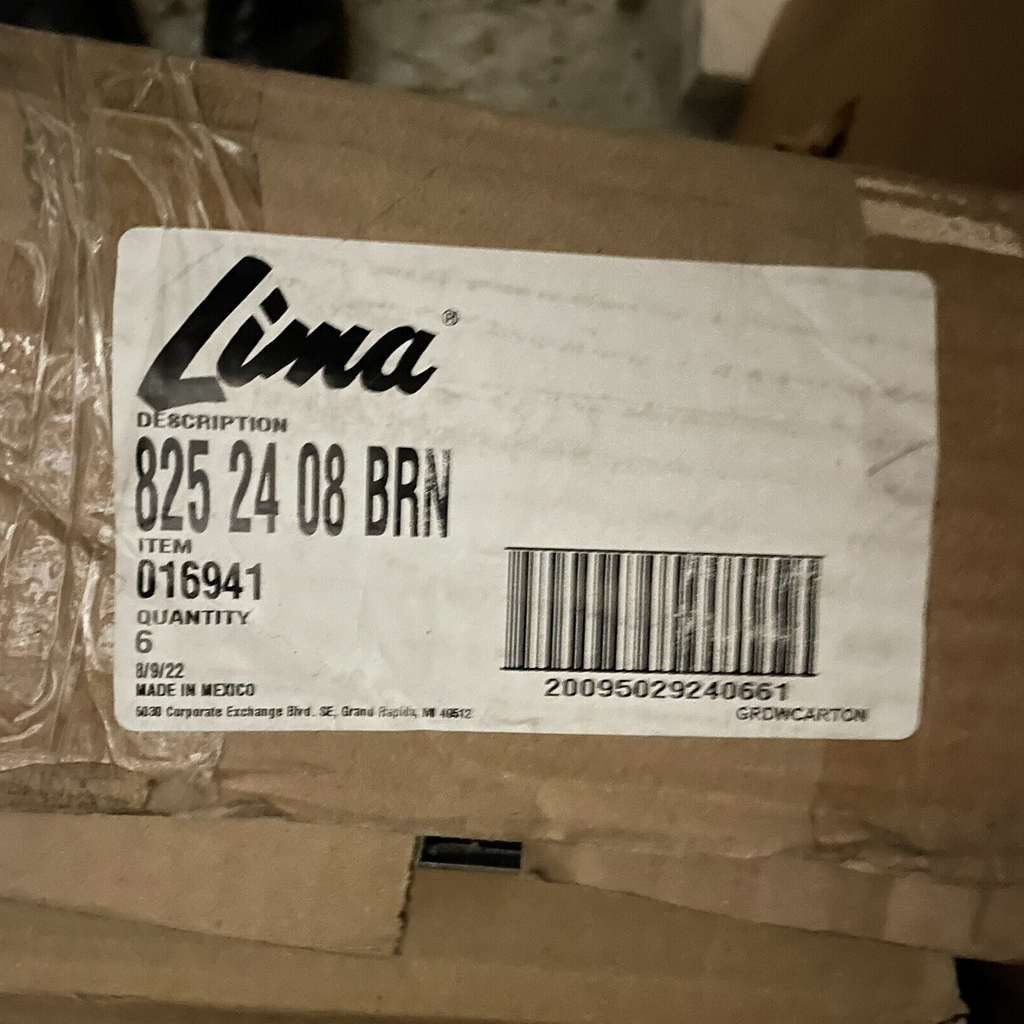 Lima®
DESCRIPTION
825 24 08 BRN
ITEM
016941
QUANTITY
6
8/9/22
MADE IN MEXICO
5030 Corporate Exchange Blvd. SE, Grand Rapids, MI 49512
20095029240661
GRDWCARTON